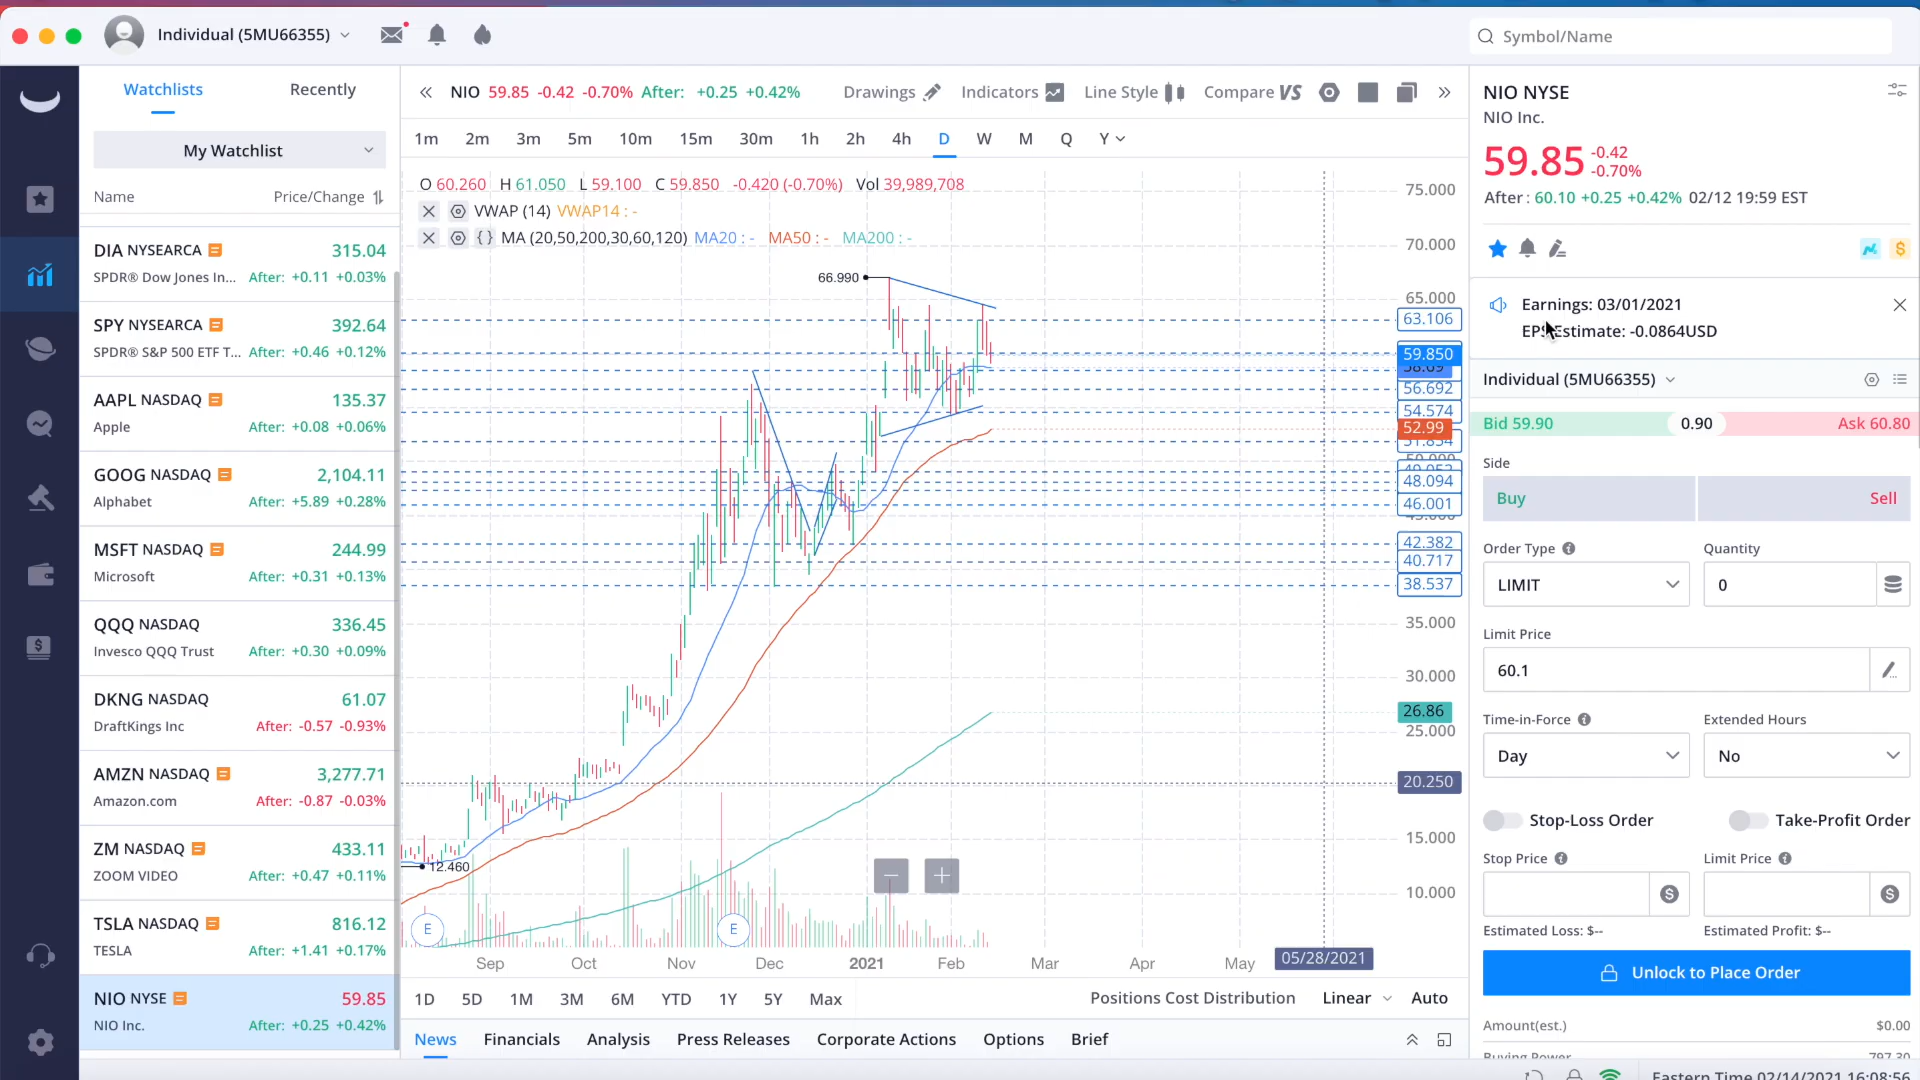 Individual (5MU66355)
Symbol/Name
Watchlists Recently
My Watchlist
Name Price/Change
DIA NYSEARCA 315.04
SPDR® Dow Jones In... After: +0.11 +0.03%
SPY NYSEARCA 392.64
SPDR® S&P 500 ETF T... After: +0.46 +0.12%
AAPL NASDAQ 135.37
Apple After: +0.08 +0.06%
GOOG NASDAQ 2,104.11
Alphabet After: +5.89 +0.28%
MSFT NASDAQ 244.99
Microsoft After: +0.31 +0.13%
QQQ NASDAQ 336.45
Invesco QQQ Trust After: +0.30 +0.09%
DKNG NASDAQ 61.07
DraftKings Inc After: -0.57 -0.93%
AMZN NASDAQ 3,277.71
Amazon.com After: -0.87 -0.03%
ZM NASDAQ 433.11
ZOOM VIDEO After: +0.47 +0.11%
TSLA NASDAQ 816.12
TESLA After: +1.41 +0.17%
NIO NYSE 59.85
NIO Inc. After: +0.25 +0.42%
NIO 59.85 -0.42 -0.70% After: +0.25 +0.42% Drawings Indicators Line Style Compare VS
1m 2m 3m 5m 10m 15m 30m 1h 2h 4h D W M Q Y
O 60.260 H 61.050 L 59.100 C 59.850 -0.420 (-0.70%) Vol 39,989,708
VWAP (14) VWAP14 : -
{ } MA (20,50,200,30,60,120) MA20 : - MA50 : - MA200 : -
75.000
70.000
66.990
65.000
63.106
59.850
56.692
54.574
52.99
48.094
46.001
42.382
40.717
38.537
35.000
30.000
26.86
25.000
20.250
15.000
12.460
10.000
E E
Sep Oct Nov Dec 2021 Feb Mar Apr May 05/28/2021
1D 5D 1M 3M 6M YTD 1Y 5Y Max Positions Cost Distribution Linear Auto
News Financials Analysis Press Releases Corporate Actions Options Brief
NIO NYSE
NIO Inc.
59.85 -0.42
-0.70%
After : 60.10 +0.25 +0.42% 02/12 19:59 EST
Earnings: 03/01/2021
EPS Estimate: -0.0864USD
Individual (5MU66355)
Bid 59.90 0.90 Ask 60.80
Side
Buy Sell
Order Type Quantity
LIMIT 0
Limit Price
60.1
Time-in-Force Extended Hours
Day No
Stop-Loss Order Take-Profit Order
Stop Price Limit Price
Estimated Loss: $-- Estimated Profit: $--
Unlock to Place Order
Amount(est.) $0.00
Buying Power 797.30
Eastern Time 02/14/2021 16:08:56